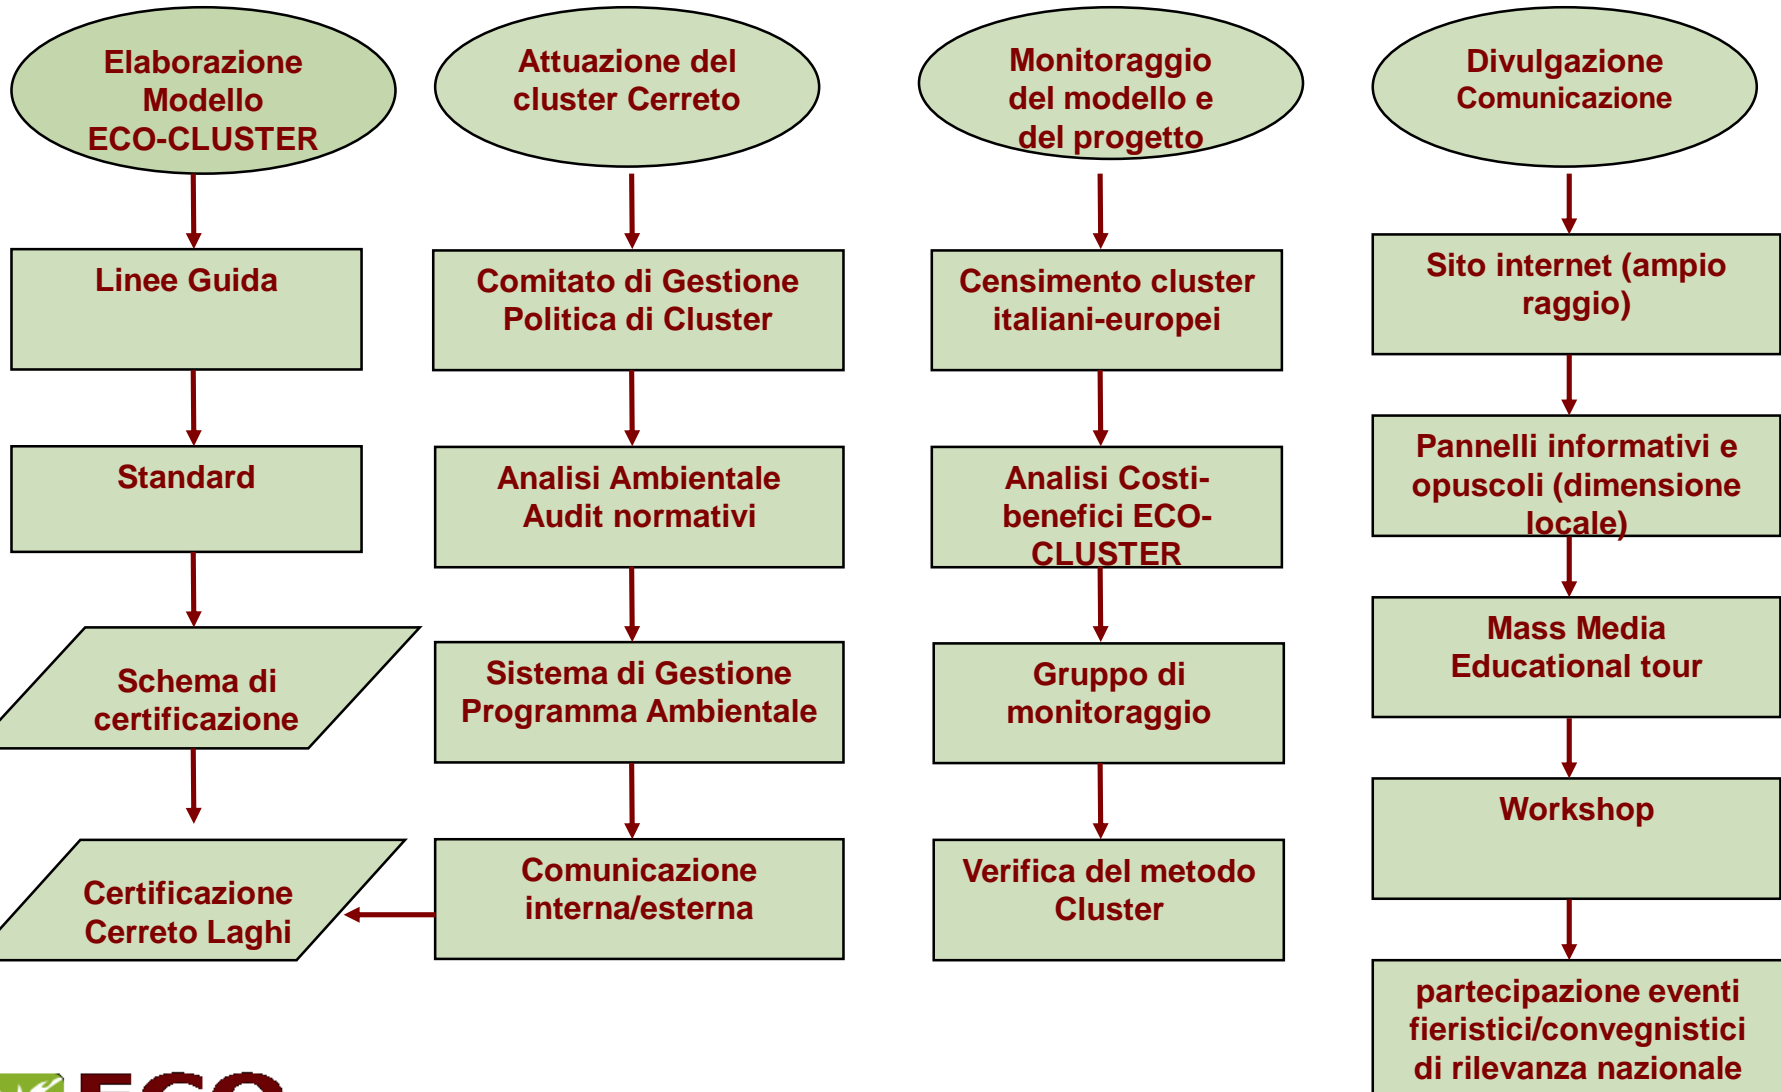 Elaborazione
Modello
ECO-CLUSTER
Linee Guida
Standard
Schema di
certificazione
Certificazione
Cerreto Laghi
Attuazione del
cluster Cerreto
Comitato di Gestione
Politica di Cluster
Analisi Ambientale
Audit normativi
Sistema di Gestione
Programma Ambientale
Comunicazione
interna/esterna
Monitoraggio
del modello e
del progetto
Censimento cluster
italiani-europei
Analisi Costi-
benefici ECO-
CLUSTER
Gruppo di
monitoraggio
Verifica del metodo
Cluster
Divulgazione
Comunicazione
Sito internet (ampio
raggio)
Pannelli informativi e
opuscoli (dimensione
locale)
Mass Media
Educational tour
Workshop
partecipazione eventi
fieristici/convegnistici
di rilevanza nazionale
ECO